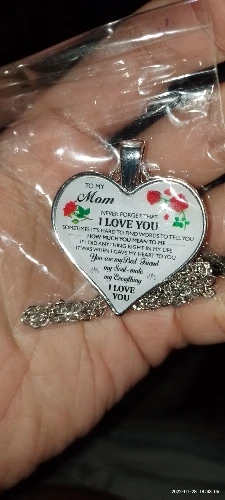 TO MY
Mom
NEVER FORGET THAT
I LOVE YOU
SOMETIMES IT'S HARD TO FIND WORDS TO TELL YOU
HOW MUCH YOU MEAN TO ME
IF I DID ANYTHING RIGHT IN MY LIFE
IT WAS WHEN I GAVE MY HEART TO YOU
You are my Best Friend
my Soul-mate
my Everything
I LOVE
YOU